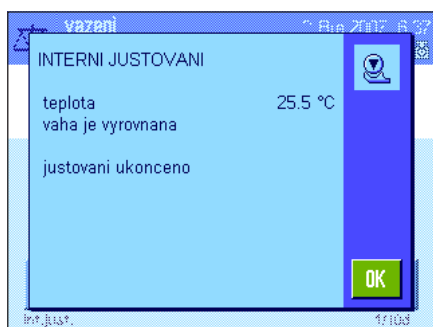 vazeni
INTERNI JUSTOVANI
teplota 25.5 °C
vaha je vyrovnana
justovani ukonceno
OK
Int.just.